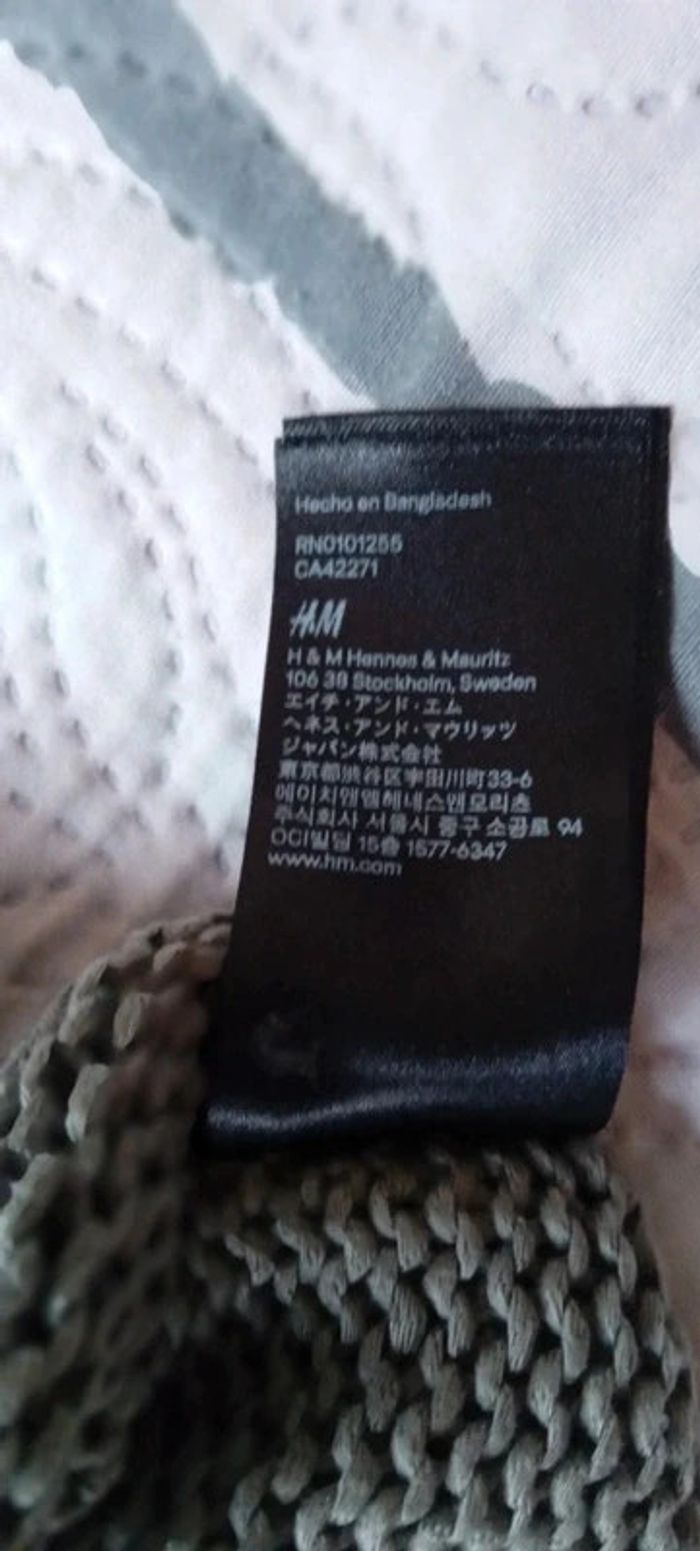 Hecho en Bangladesh
RN0101255
CA42271
H&M
H & M Hennes & Mauritz
106 38 Stockholm, Sweden
エイチ・アンド・エム
ヘネス・アンド・マウリッツ
ジャパン株式会社
東京都渋谷区宇田川町33-6
에이치앤엠헤네스앤모리츠
주식회사 서울시 중구 소공로 94
OCI빌딩 15층 1577-6347
www.hm.com